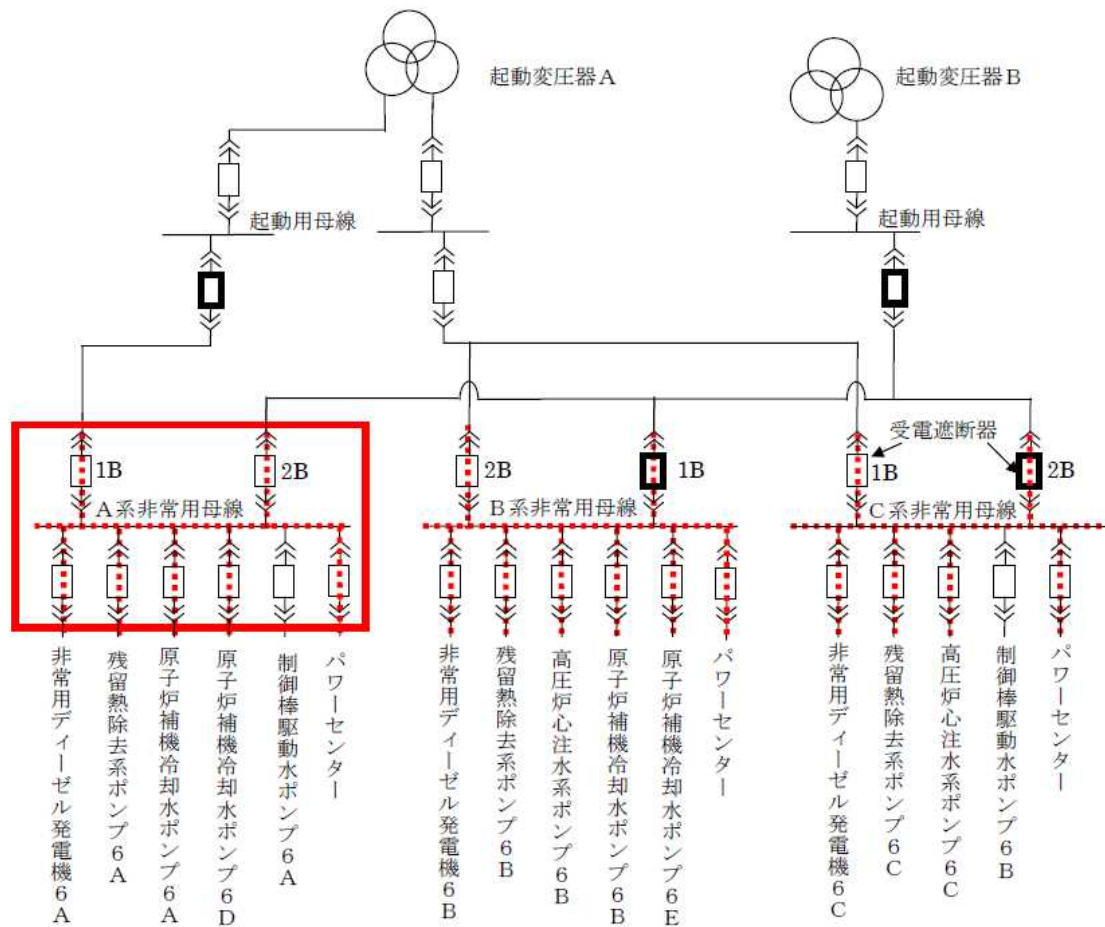 起動変圧器A
起動変圧器B
起動用母線
起動用母線
受電遮断器
1B
2B
2B
1B
1B
2B
A系非常用母線
B系非常用母線
C系非常用母線
非常用ディーゼル発電機6A
残留熱除去系ポンプ6A
原子炉補機冷却水ポンプ6A
原子炉補機冷却水ポンプ6D
制御棒駆動水ポンプ6A
パワーセンター
非常用ディーゼル発電機6B
残留熱除去系ポンプ6B
高圧炉心注水系ポンプ6B
原子炉補機冷却水ポンプ6B
原子炉補機冷却水ポンプ6E
パワーセンター
非常用ディーゼル発電機6C
残留熱除去系ポンプ6C
高圧炉心注水系ポンプ6C
制御棒駆動水ポンプ6B
パワーセンター